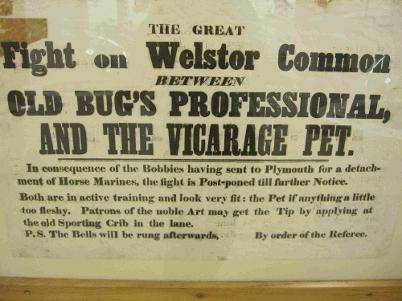 THE GREAT
Fight on Welstor Common
BETWEEN
OLD BUG'S PROFESSIONAL,
AND THE VICARAGE PET.
In consequence of the Bobbies having sent to Plymouth for a detach-
ment of Horse Marines, the fight is Post-poned till further Notice.
Both are in active training and look very fit: the Pet if anything a little
too fleshy. Patrons of the noble Art may get the Tip by applying at
the old Sporting Crib in the lane.
P.S. The Bells will be rung afterwards, By order of the Referee.